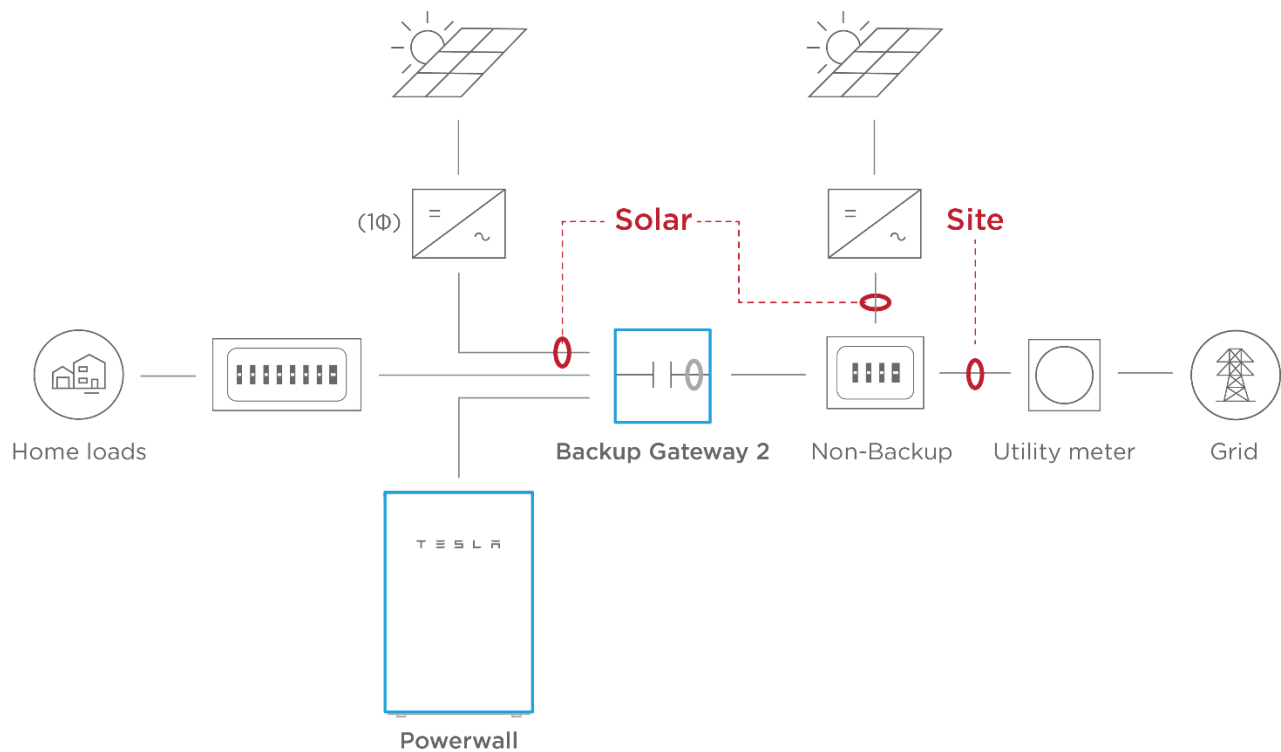 (1Φ)
Solar
Site
Home loads
Backup Gateway 2
Non-Backup
Utility meter
Grid
TESLA
Powerwall